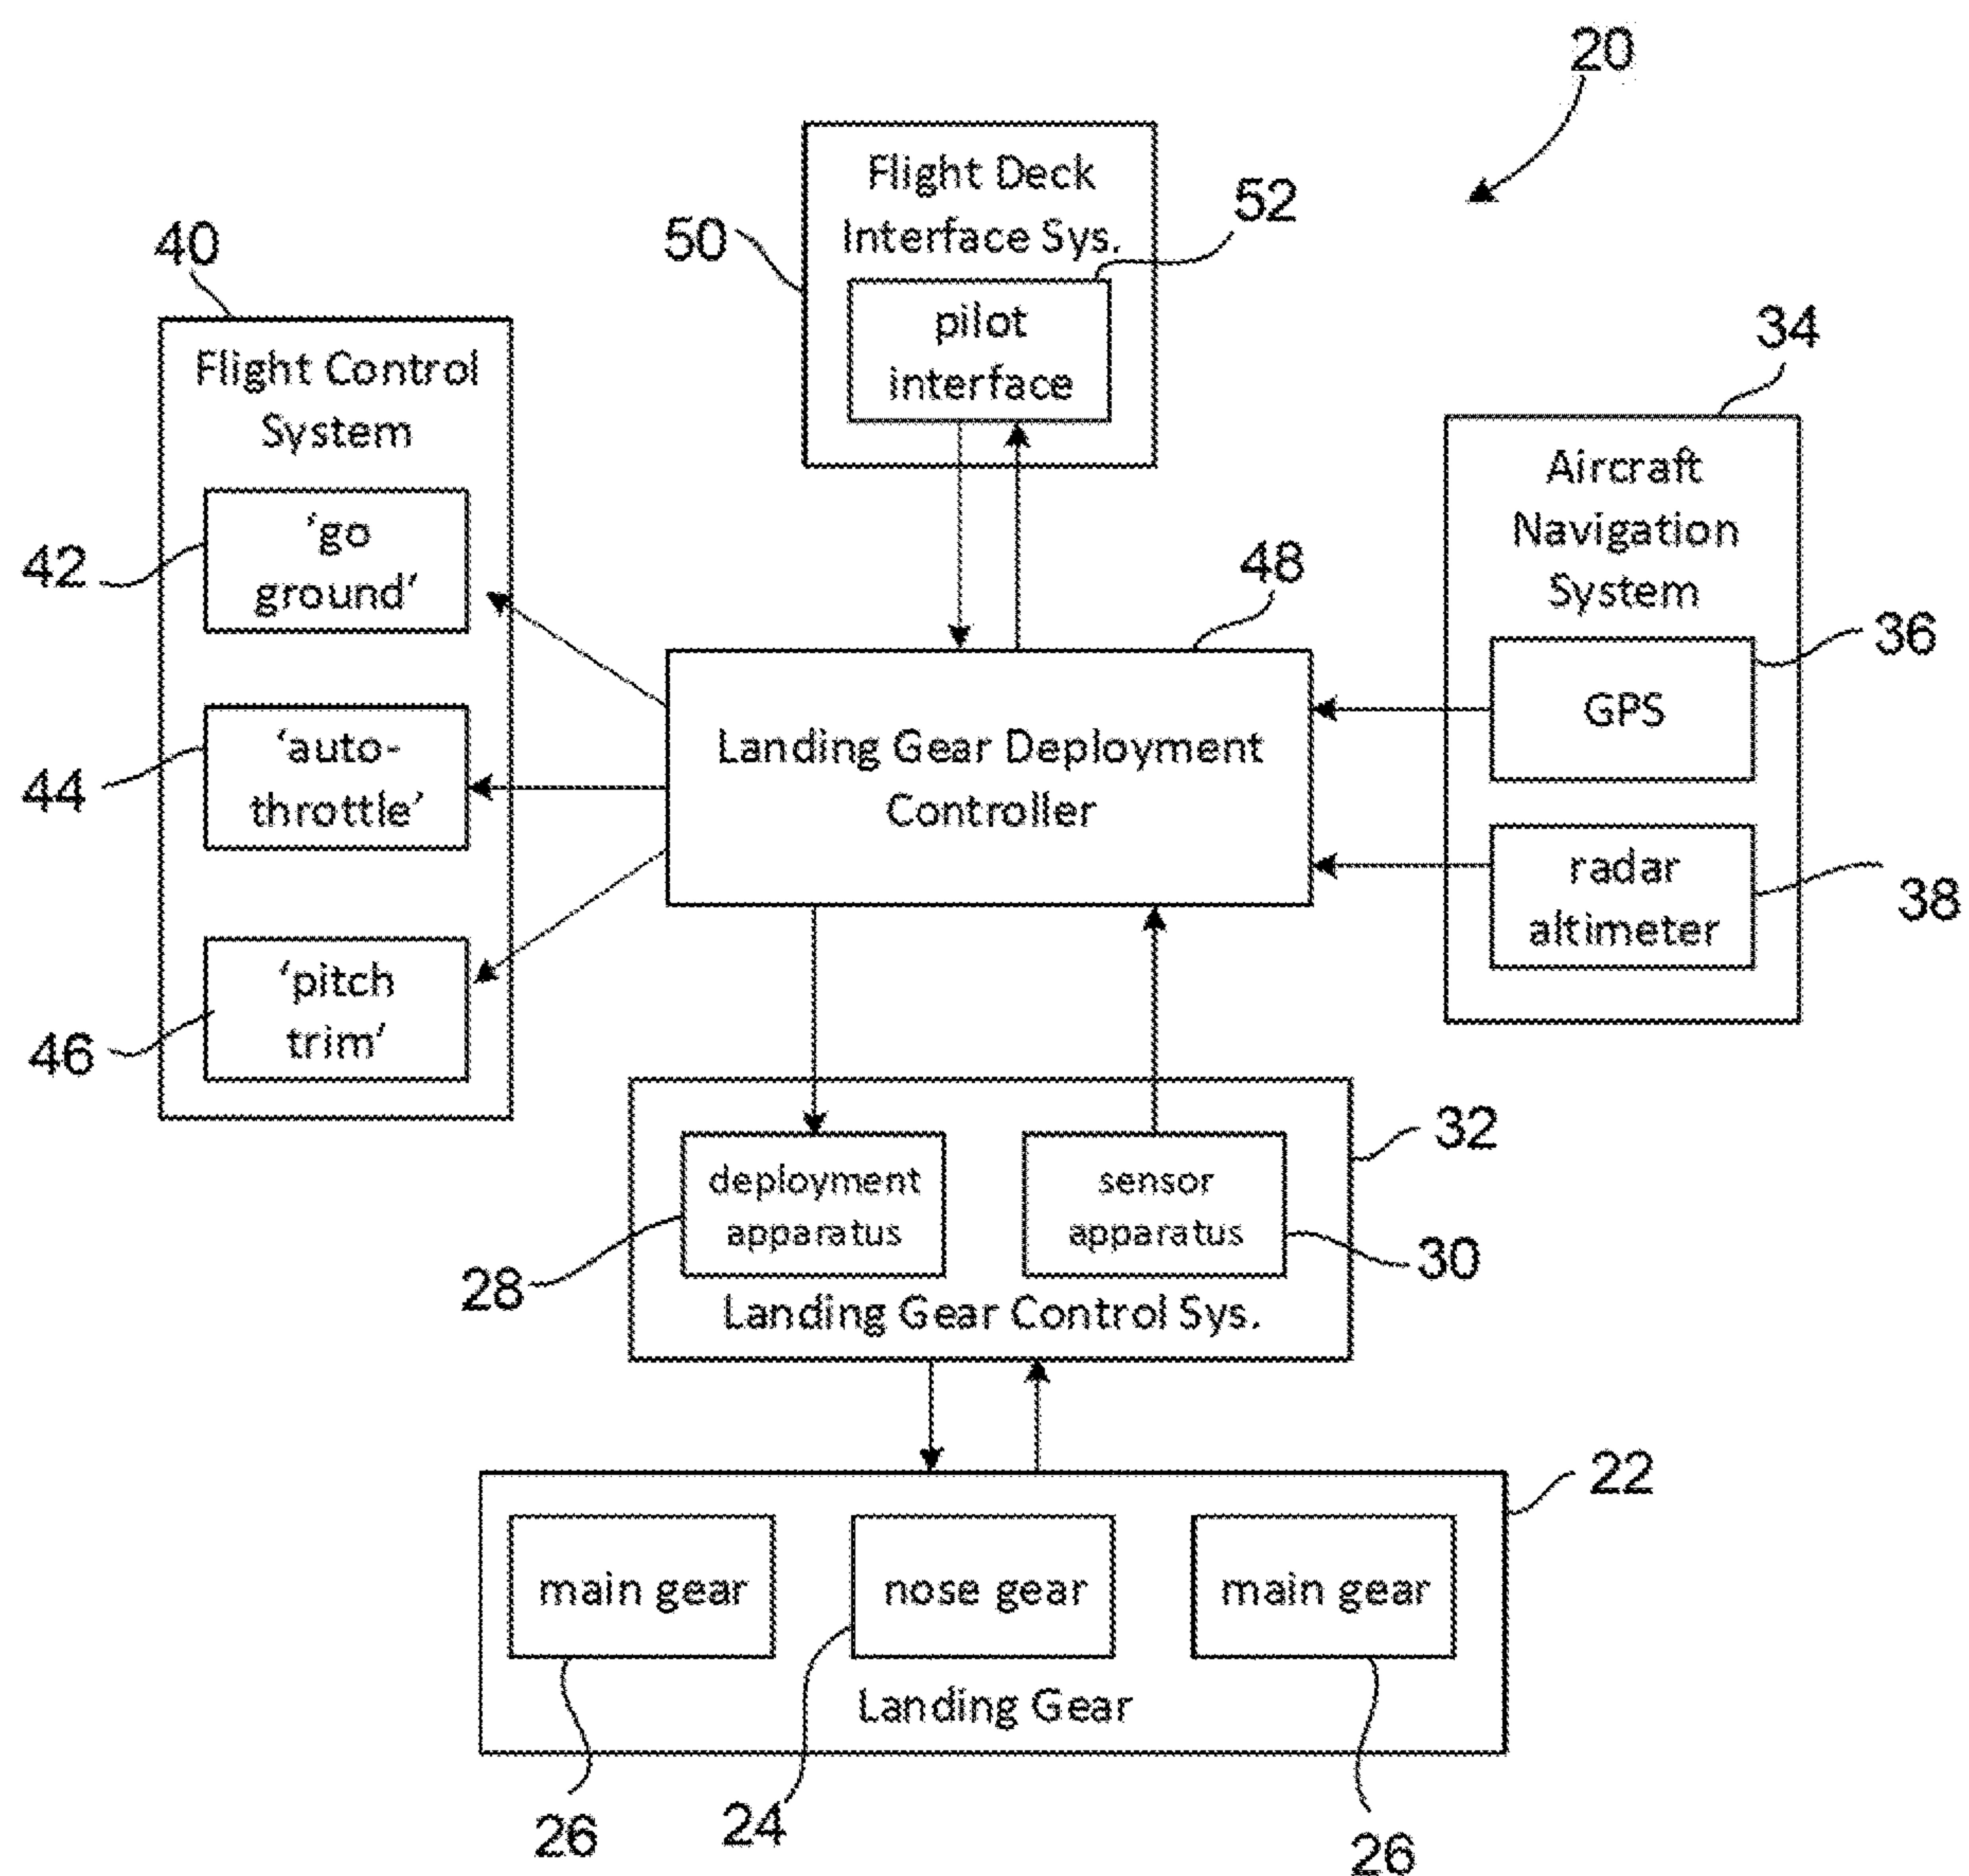 20
Flight Deck
Interface Sys.
52
50
pilot
interface
40
Flight Control
System
34
Aircraft
Navigation
System
42
‘go
ground’
48
36
GPS
44
‘auto-
throttle’
Landing Gear Deployment
Controller
radar
altimeter
38
46
‘pitch
trim’
32
deployment
apparatus
sensor
apparatus
28
30
Landing Gear Control Sys.
22
main gear
nose gear
main gear
Landing Gear
26
24
26